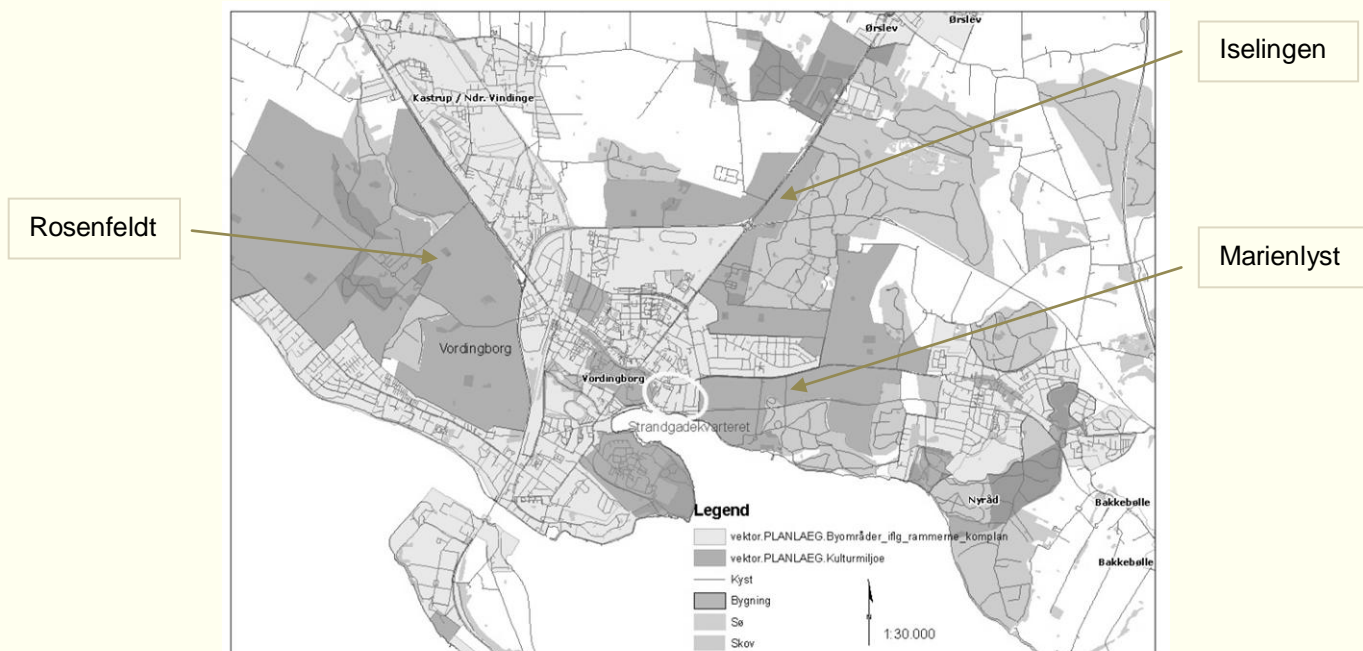 Ørslev
Ørslev
Iselingen
Kastrup / Ndr. Vindinge
Rosenfeldt
Marienlyst
Vordingborg
Vordingborg
Strandgadekvarteret
Nyråd
Bakkebølle
Bakkebølle
Legend
vektor.PLANLAEG.Byområder_iflg_rammerne_komplan
vektor.PLANLAEG.Kulturmiljoe
Kyst
Bygning
Sø
Skov
1:30.000